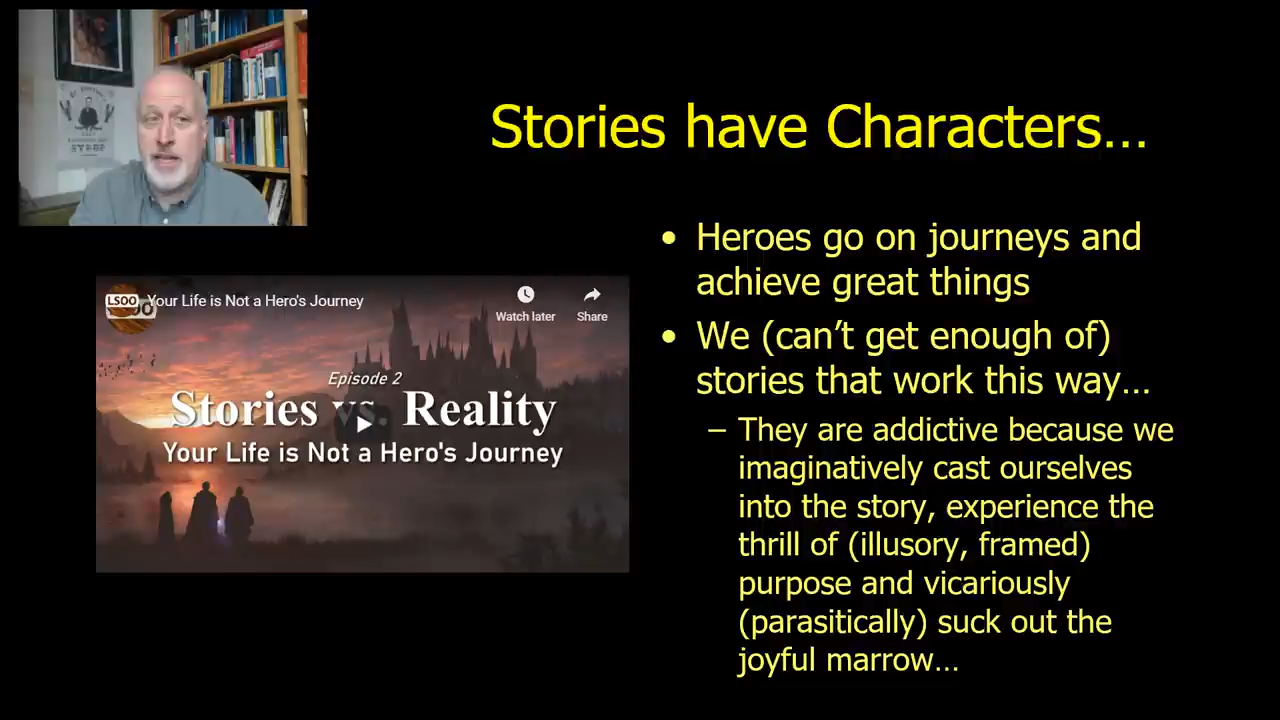 Stories have Characters…
LSOO
Your Life is Not a Hero's Journey
Watch later
Share
Episode 2
Stories vs. Reality
Your Life is Not a Hero's Journey
• Heroes go on journeys and
achieve great things
• We (can’t get enough of)
stories that work this way…
– They are addictive because we
imaginatively cast ourselves
into the story, experience the
thrill of (illusory, framed)
purpose and vicariously
(parasitically) suck out the
joyful marrow…